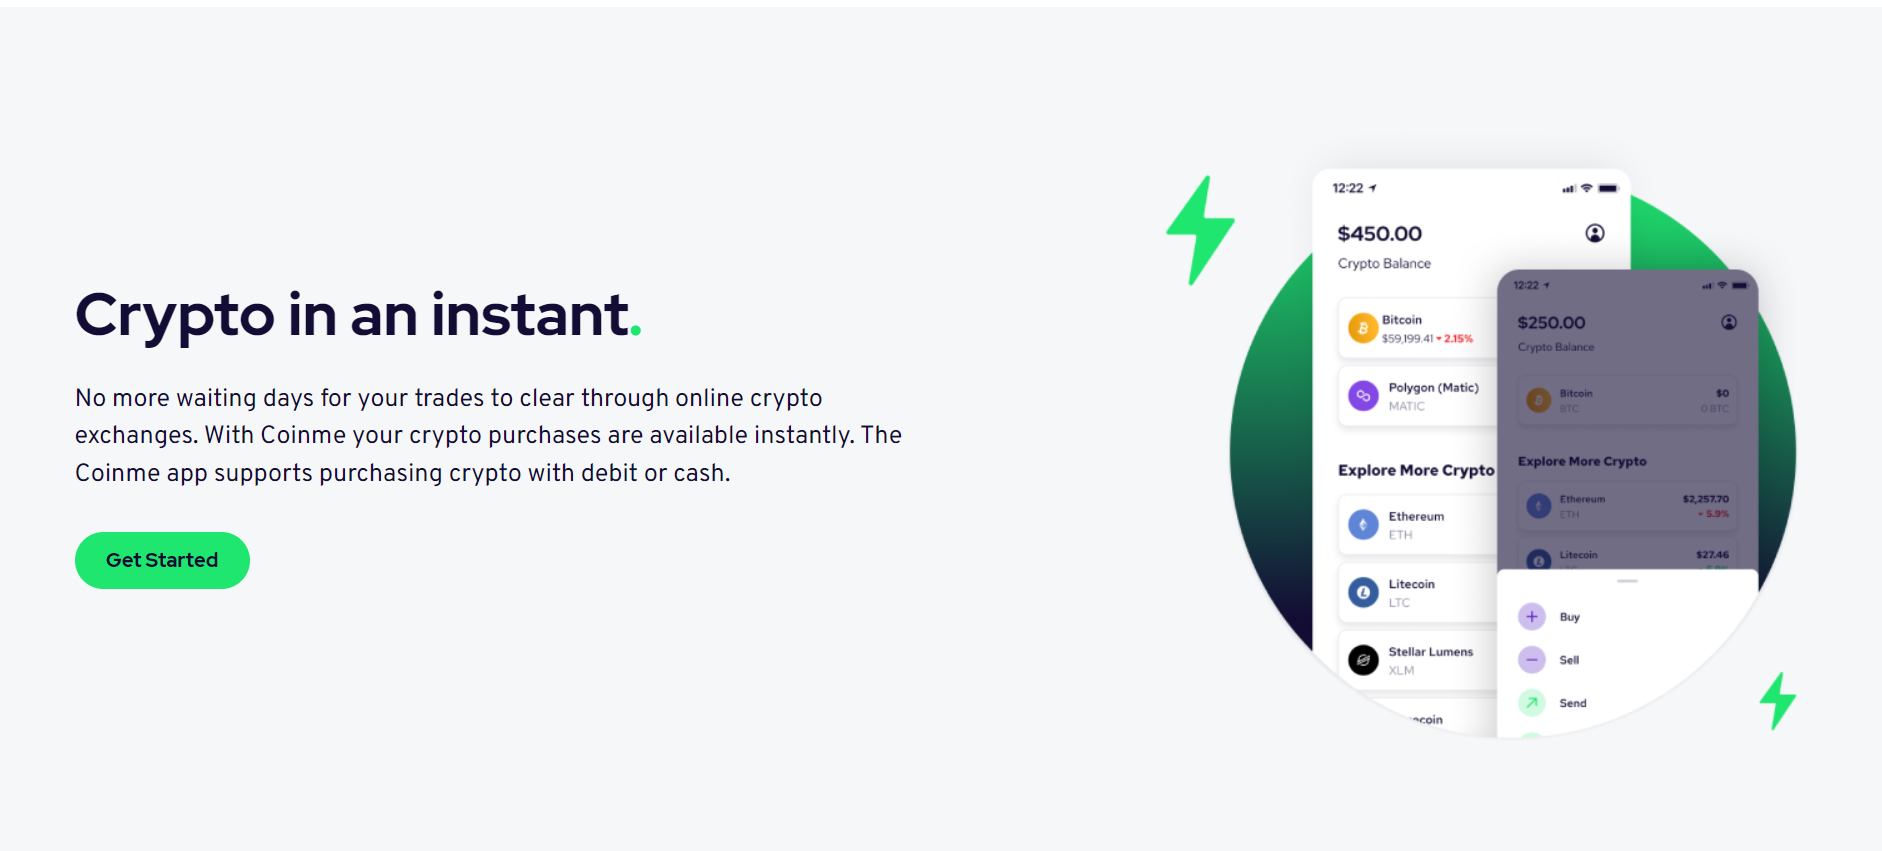 Crypto in an instant.
No more waiting days for your trades to clear through online crypto
exchanges. With Coinme your crypto purchases are available instantly. The
Coinme app supports purchasing crypto with debit or cash.
Get Started
12:22
$450.00
Crypto Balance
Bitcoin
$59,199.41 2.15%
Polygon (Matic)
MATIC
Explore More Crypto
Ethereum
ETH
Litecoin
LTC
Stellar Lumens
XLM
12:22
$250.00
Crypto Balance
Bitcoin $0
BTC 0 BTC
Explore More Crypto
Ethereum $2,257.70
ETH 5.9%
Litecoin $27.46
Buy
Sell
Send